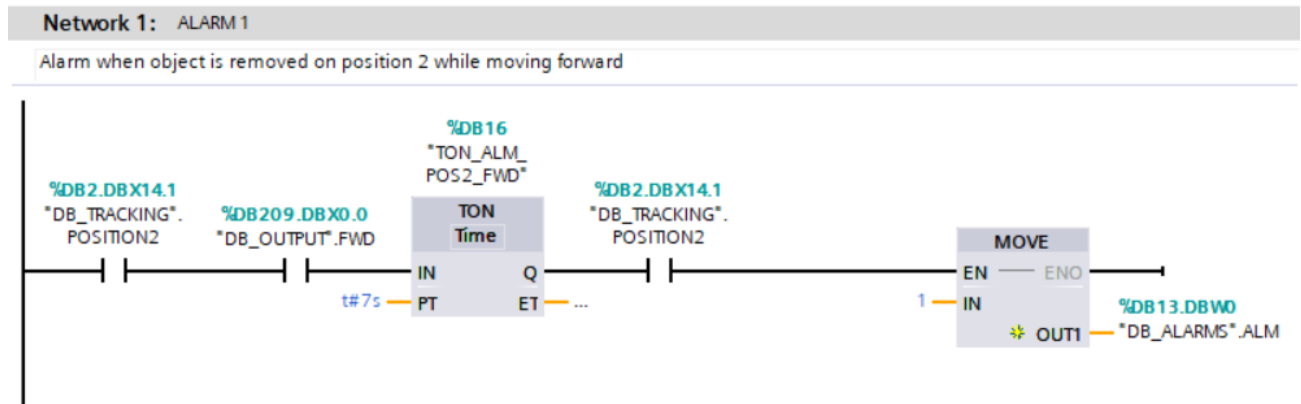 Network 1: ALARM 1
Alarm when object is removed on position 2 while moving forward
%DB16
"TON_ALM_
POS2_FWD"
%DB2.DBX14.1
"DB_TRACKING".
POSITION2
%DB209.DBX0.0
"DB_OUTPUT".FWD
TON
Time
IN
Q
t#7s
PT
ET
...
%DB2.DBX14.1
"DB_TRACKING".
POSITION2
MOVE
EN
ENO
1
IN
OUT1
%DB13.DBW0
"DB_ALARMS".ALM